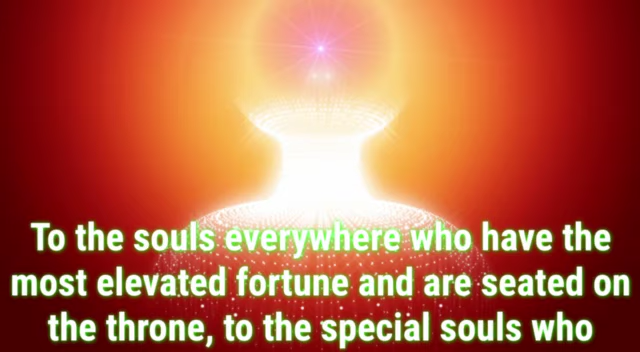 To the souls everywhere who have the
most elevated fortune and are seated on
the throne, to the special souls who